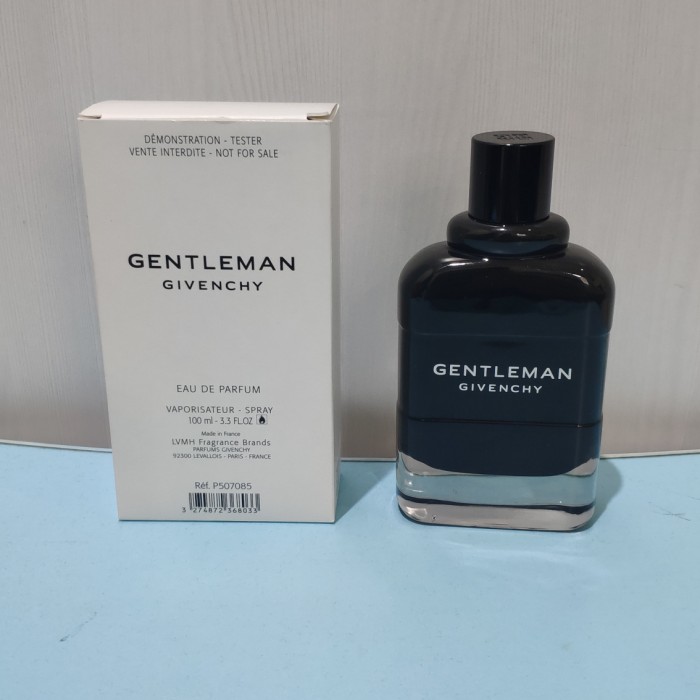 DÉMONSTRATION - TESTER
VENTE INTERDITE - NOT FOR SALE
GENTLEMAN
GIVENCHY
EAU DE PARFUM
VAPORISATEUR - SPRAY
100 ml - 3.3 FL.OZ
Made in France
LVMH Fragrance Brands
PARFUMS GIVENCHY
92300 LEVALLOIS - PARIS - FRANCE
Réf. P507085
3 274872 368033
GENTLEMAN
GIVENCHY